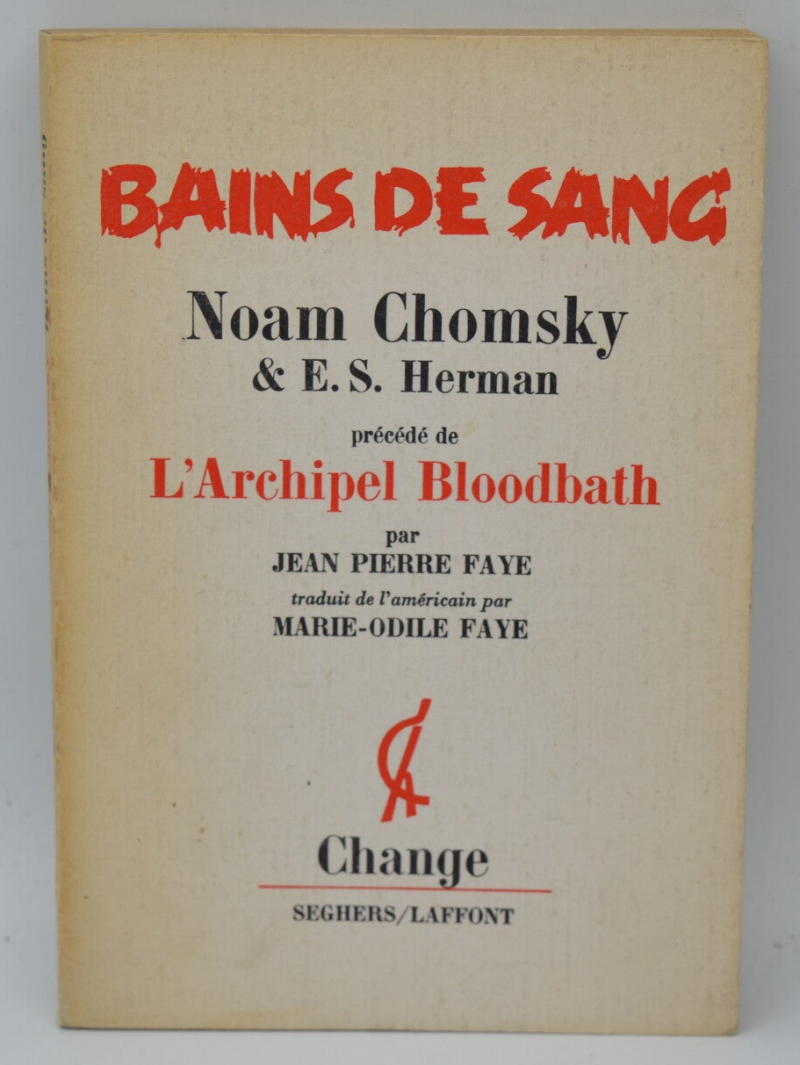 BAINS DE SANG
Noam Chomsky
& E. S. Herman
précédé de
L'Archipel Bloodbath
par
JEAN PIERRE FAYE
traduit de l'américain par
MARIE-ODILE FAYE
Change
SEGHERS/LAFFONT